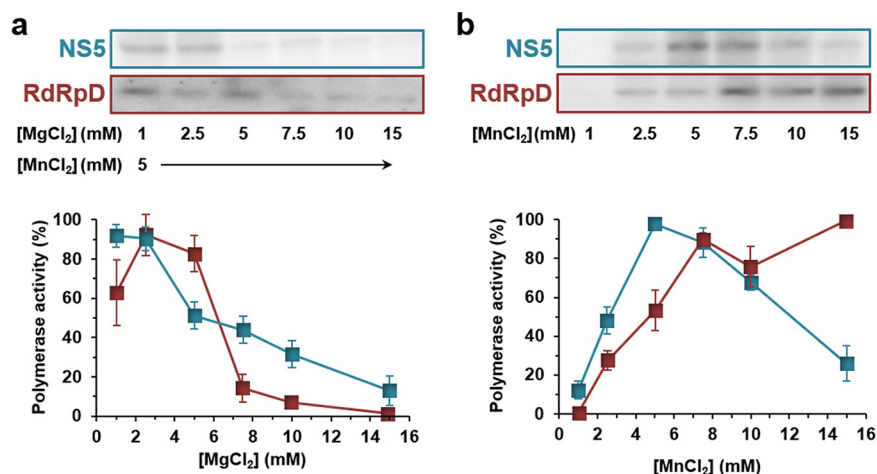 a
NS5
RdRpD
[MgCl2] (mM) 1 2.5 5 7.5 10 15
[MnCl2] (mM) 5
Polymerase activity (%)
100
80
60
40
20
0
0 2 4 6 8 10 12 14 16
[MgCl2] (mM)
b
NS5
RdRpD
[MnCl2] (mM) 1 2.5 5 7.5 10 15
Polymerase activity (%)
100
80
60
40
20
0
0 2 4 6 8 10 12 14 16
[MnCl2] (mM)